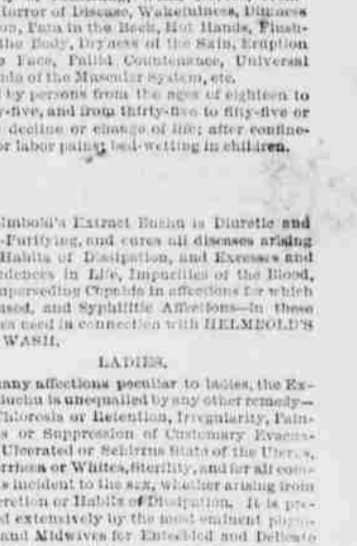 Horror of Disease, Wakefulness, Dimness
on, Pain in the Back, Hot Hands, Flush-
the Body, Dryness of the Skin, Eruption
e Face, Pallid Countenance, Universal
of the Muscular System, etc.
by persons from the ages of eighteen to
y-five, and from thirty-five to fifty-five or
decline or change of life; after confine-
or labor pains; bed-wetting in children.
lmbold's Extract Buchu is Diuretic and
-Purifying, and cures all diseases arising
Habits of Dissipation, and Excesses and
dences in Life, Impurities of the Blood,
uperseding Copaiba in affections for which
used, and Syphilitic Affections—in these
es used in connection with HELMBOLD'S
WASH.
LADIES.
many affections peculiar to ladies, the Ex-
Buchu is unequalled by any other remedy—
Chlorosis or Retention, Irregularity, Pain-
s or Suppression of Customary Evacua-
Ulcerated or Schirrus State of the Uterus,
orrhea or Whites, Sterility, and for all com-
s incident to the sex, whether arising from
cretion or Habits of Dissipation. It is pre-
d extensively by the most eminent
and Midwives for Enfeebled and Delicate